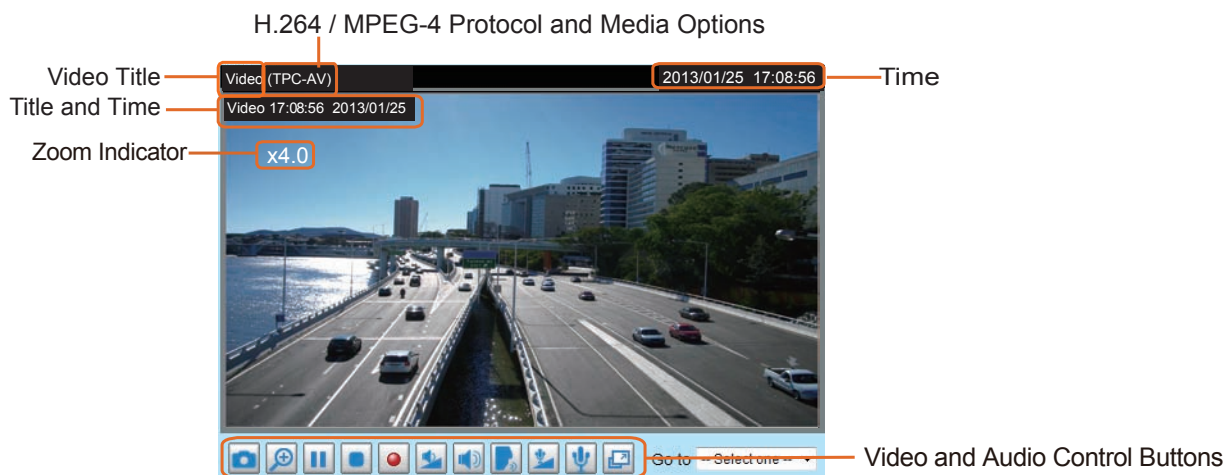 H.264 / MPEG-4 Protocol and Media Options
Video Title
Video (TPC-AV)
2013/01/25 17:08:56
Time
Title and Time
Video 17:08:56 2013/01/25
Zoom Indicator
x4.0
Go to
-- Select one --
Video and Audio Control Buttons